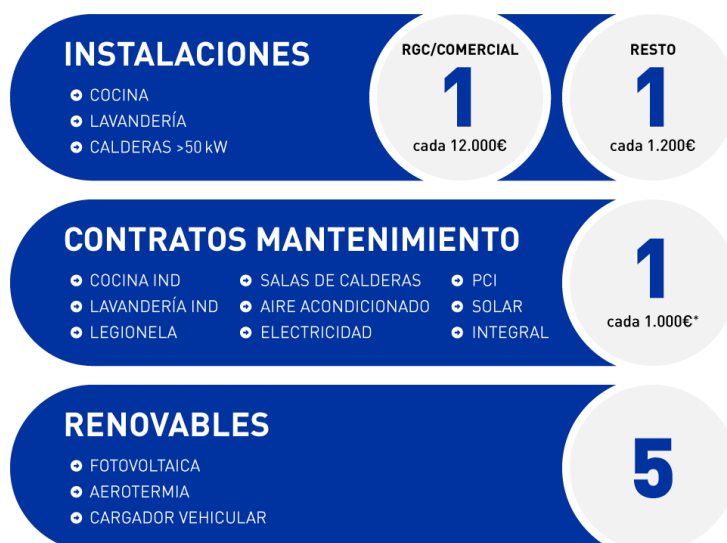 INSTALACIONES
COCINA
LAVANDERÍA
CALDERAS >50 kW
RGC/COMERCIAL
1
cada 12.000€
RESTO
1
cada 1.200€
CONTRATOS MANTENIMIENTO
COCINA IND
LAVANDERÍA IND
LEGIONELA
SALAS DE CALDERAS
AIRE ACONDICIONADO
ELECTRICIDAD
PCI
SOLAR
INTEGRAL
1
cada 1.000€*
RENOVABLES
FOTOVOLTAICA
AEROTERMIA
CARGADOR VEHICULAR
5